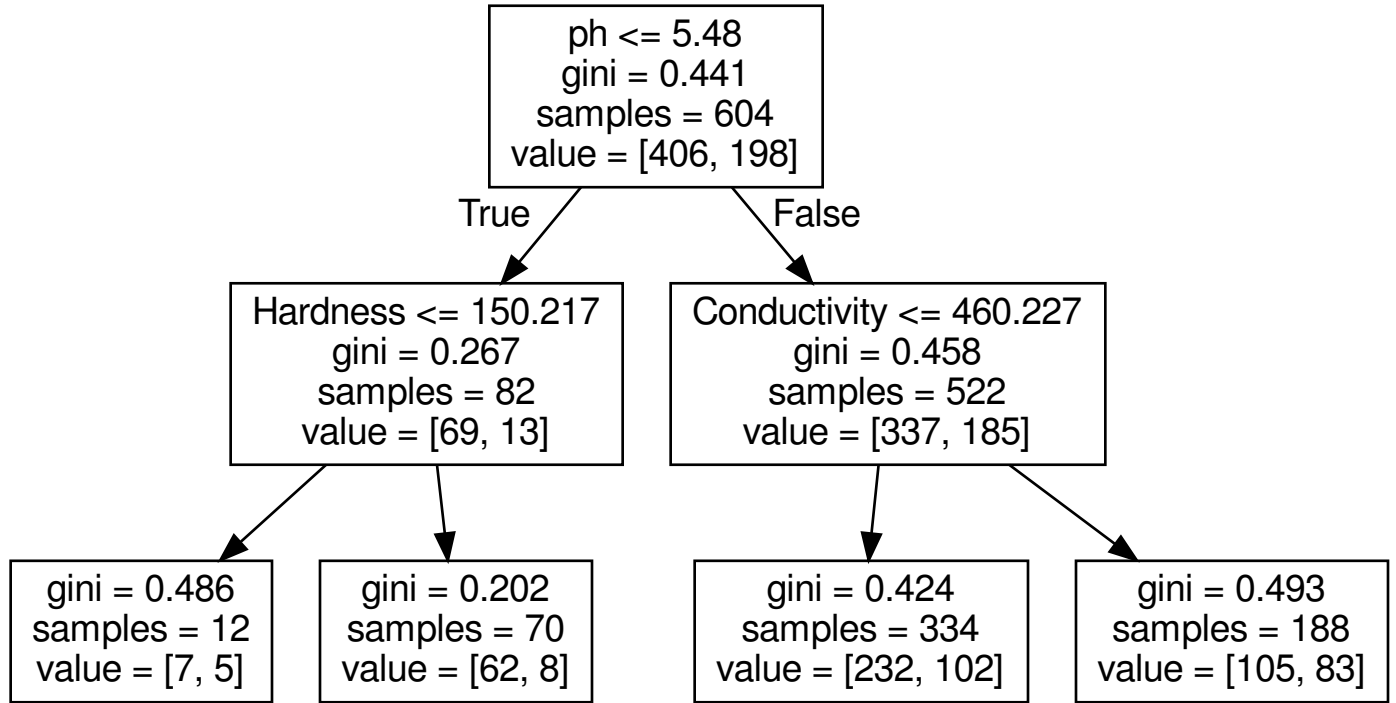 ph <= 5.48
gini = 0.441
samples = 604
value = [406, 198]
True
False
Hardness <= 150.217
gini = 0.267
samples = 82
value = [69, 13]
Conductivity <= 460.227
gini = 0.458
samples = 522
value = [337, 185]
gini = 0.486
samples = 12
value = [7, 5]
gini = 0.202
samples = 70
value = [62, 8]
gini = 0.424
samples = 334
value = [232, 102]
gini = 0.493
samples = 188
value = [105, 83]